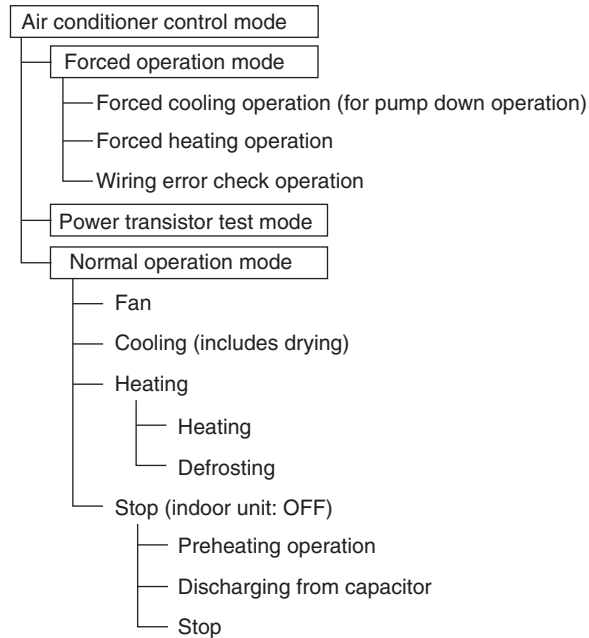 Air conditioner control mode
Forced operation mode
Forced cooling operation (for pump down operation)
Forced heating operation
Wiring error check operation
Power transistor test mode
Normal operation mode
Fan
Cooling (includes drying)
Heating
Heating
Defrosting
Stop (indoor unit: OFF)
Preheating operation
Discharging from capacitor
Stop